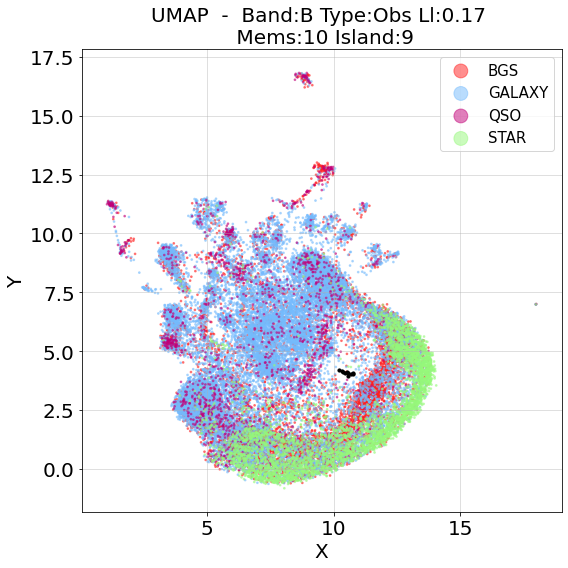 UMAP - Band:B Type:Obs Ll:0.17
Mems:10 Island:9
17.5
15.0
12.5
10.0
7.5
5.0
2.5
0.0
Y
BGS
GALAXY
QSO
STAR
5
10
15
X